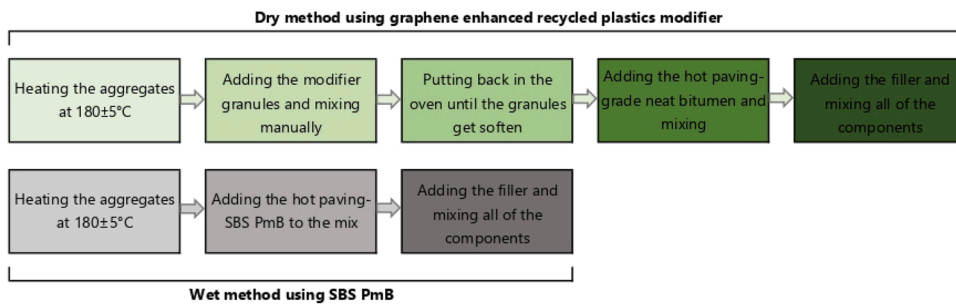 Dry method using graphene enhanced recycled plastics modifier
Heating the aggregates
at 180±5°C
Adding the modifier
granules and mixing
manually
Putting back in the
oven until the granules
get soften
Adding the hot paving-
grade neat bitumen and
mixing
Adding the filler and
mixing all of the
components
Heating the aggregates
at 180±5°C
Adding the hot paving-
SBS PmB to the mix
Adding the filler and
mixing all of the
components
Wet method using SBS PmB